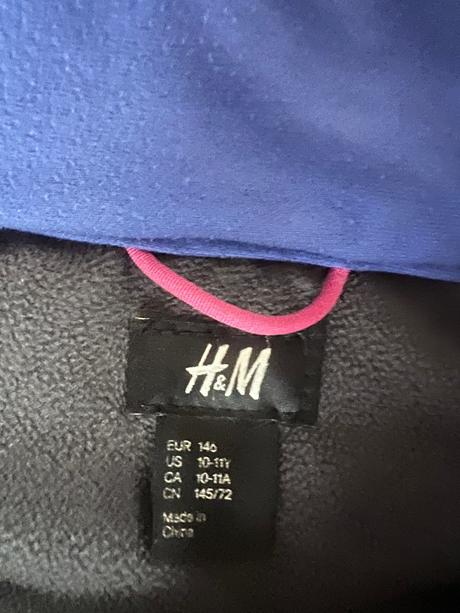 H&M
EUR 146
US 10-11Y
CA 10-11A
CN 145/72
Made in
China